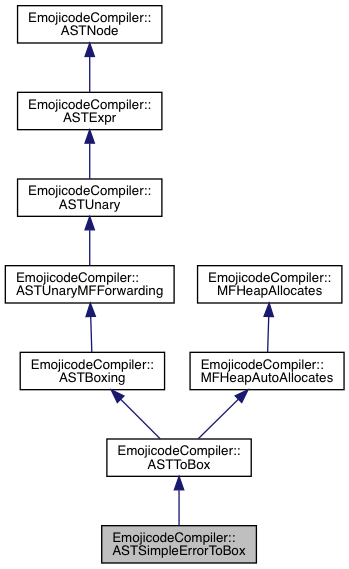 EmojicodeCompiler::
ASTNode
EmojicodeCompiler::
ASTExpr
EmojicodeCompiler::
ASTUnary
EmojicodeCompiler::
ASTUnaryMFForwarding
EmojicodeCompiler::
MFHeapAllocates
EmojicodeCompiler::
ASTBoxing
EmojicodeCompiler::
MFHeapAutoAllocates
EmojicodeCompiler::
ASTToBox
EmojicodeCompiler::
ASTSimpleErrorToBox